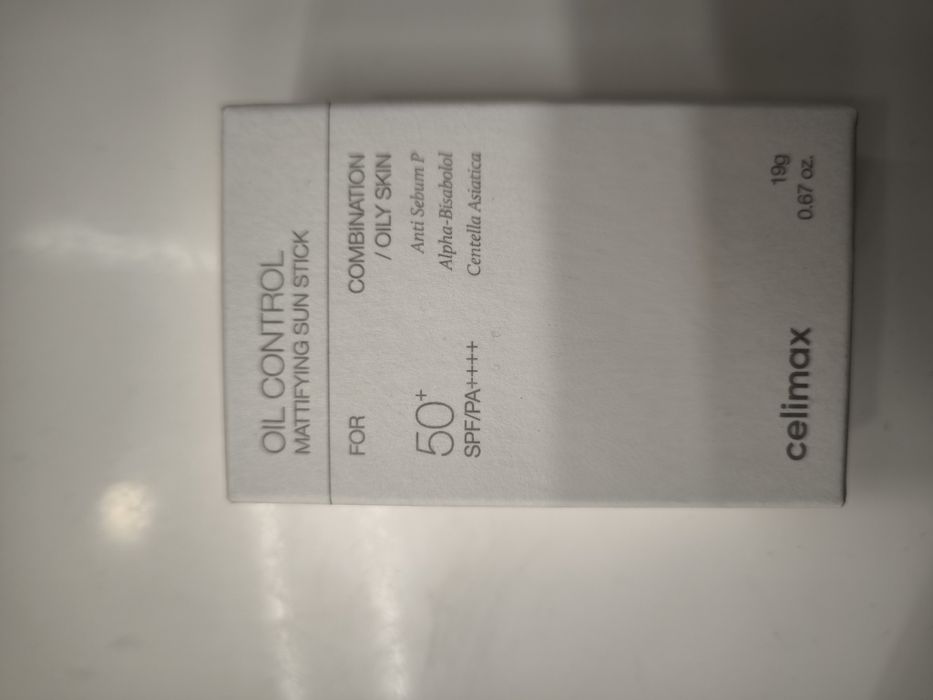 OIL CONTROL
MATTIFYING SUN STICK
FOR
COMBINATION
/ OILY SKIN
50+
SPF/PA++++
Anti Sebum P
Alpha-Bisabolol
Centella Asiatica
celimax
19g
0.67 oz.